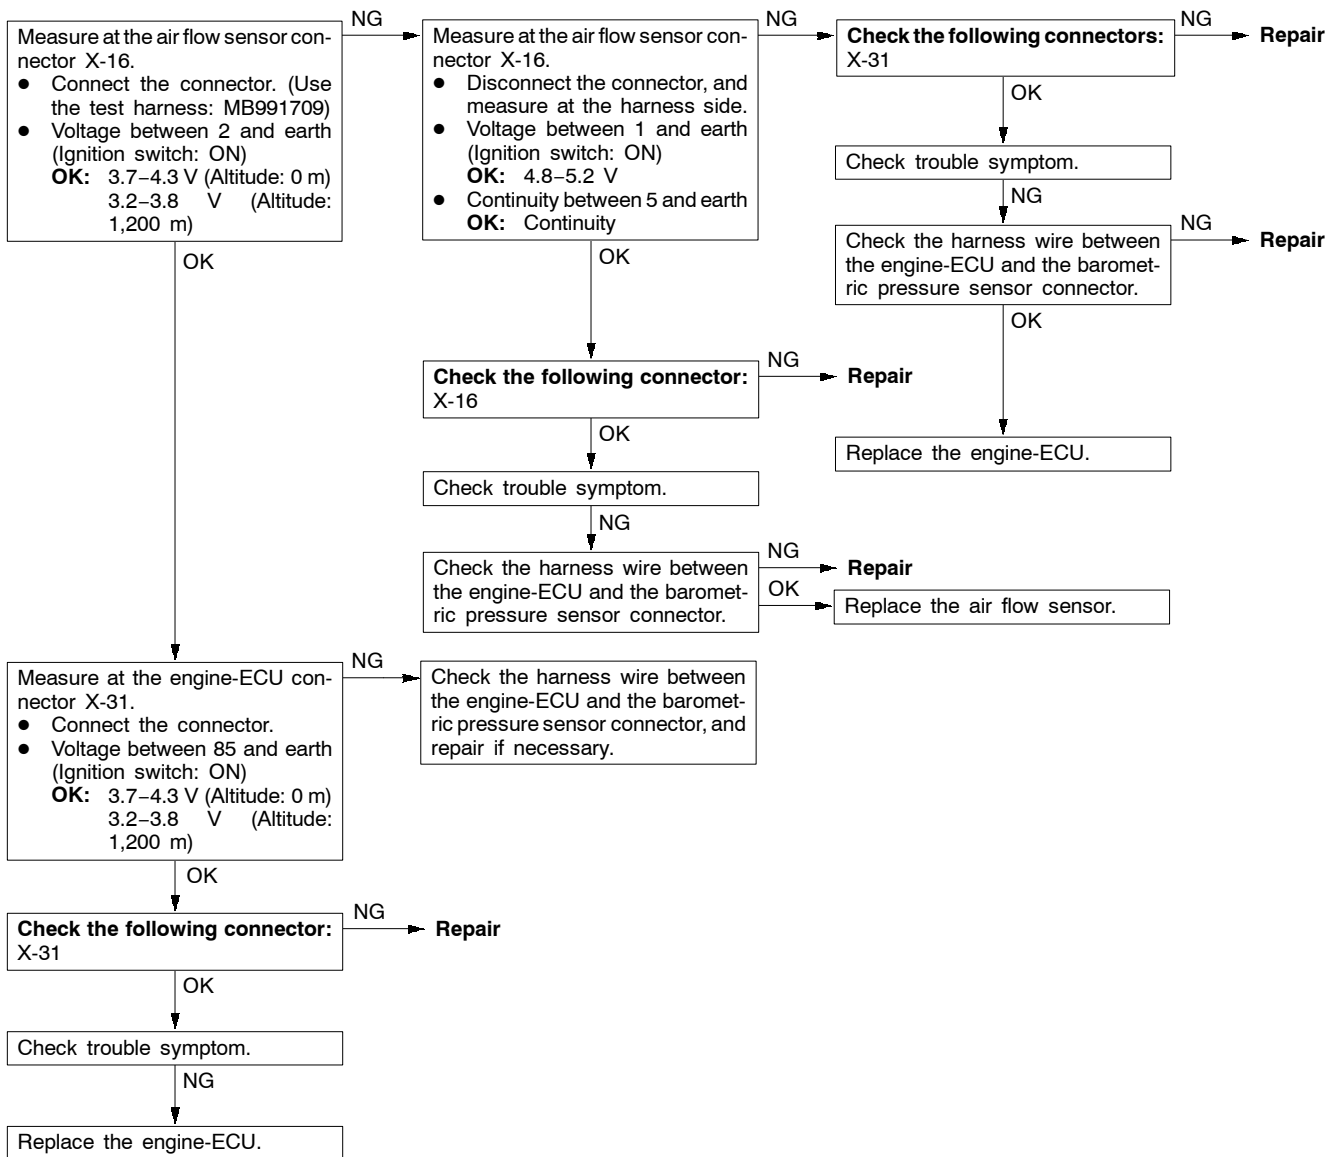 Measure at the air flow sensor con-
nector X-16.
● Connect the connector. (Use
the test harness: MB991709)
● Voltage between 2 and earth
(Ignition switch: ON)
OK: 3.7–4.3 V (Altitude: 0 m)
3.2–3.8 V (Altitude:
1,200 m)
NG
OK
Measure at the air flow sensor con-
nector X-16.
● Disconnect the connector, and
measure at the harness side.
● Voltage between 1 and earth
(Ignition switch: ON)
OK: 4.8–5.2 V
● Continuity between 5 and earth
OK: Continuity
NG
OK
Check the following connectors:
X-31
NG
Repair
OK
Check trouble symptom.
NG
Check the harness wire between
the engine-ECU and the baromet-
ric pressure sensor connector.
NG
Repair
OK
Replace the engine-ECU.
Check the following connector:
X-16
NG
Repair
OK
Check trouble symptom.
NG
Check the harness wire between
the engine-ECU and the baromet-
ric pressure sensor connector.
NG
Repair
OK
Replace the air flow sensor.
Measure at the engine-ECU con-
nector X-31.
● Connect the connector.
● Voltage between 85 and earth
(Ignition switch: ON)
OK: 3.7–4.3 V (Altitude: 0 m)
3.2–3.8 V (Altitude:
1,200 m)
NG
Check the harness wire between
the engine-ECU and the baromet-
ric pressure sensor connector, and
repair if necessary.
OK
Check the following connector:
X-31
NG
Repair
OK
Check trouble symptom.
NG
Replace the engine-ECU.